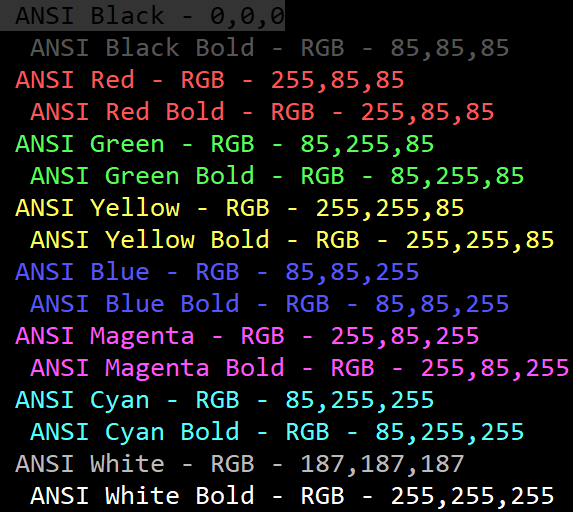 ANSI Black - 0,0,0
ANSI Black Bold - RGB - 85,85,85
ANSI Red - RGB - 255,85,85
ANSI Red Bold - RGB - 255,85,85
ANSI Green - RGB - 85,255,85
ANSI Green Bold - RGB - 85,255,85
ANSI Yellow - RGB - 255,255,85
ANSI Yellow Bold - RGB - 255,255,85
ANSI Blue - RGB - 85,85,255
ANSI Blue Bold - RGB - 85,85,255
ANSI Magenta - RGB - 255,85,255
ANSI Magenta Bold - RGB - 255,85,255
ANSI Cyan - RGB - 85,255,255
ANSI Cyan Bold - RGB - 85,255,255
ANSI White - RGB - 187,187,187
ANSI White Bold - RGB - 255,255,255